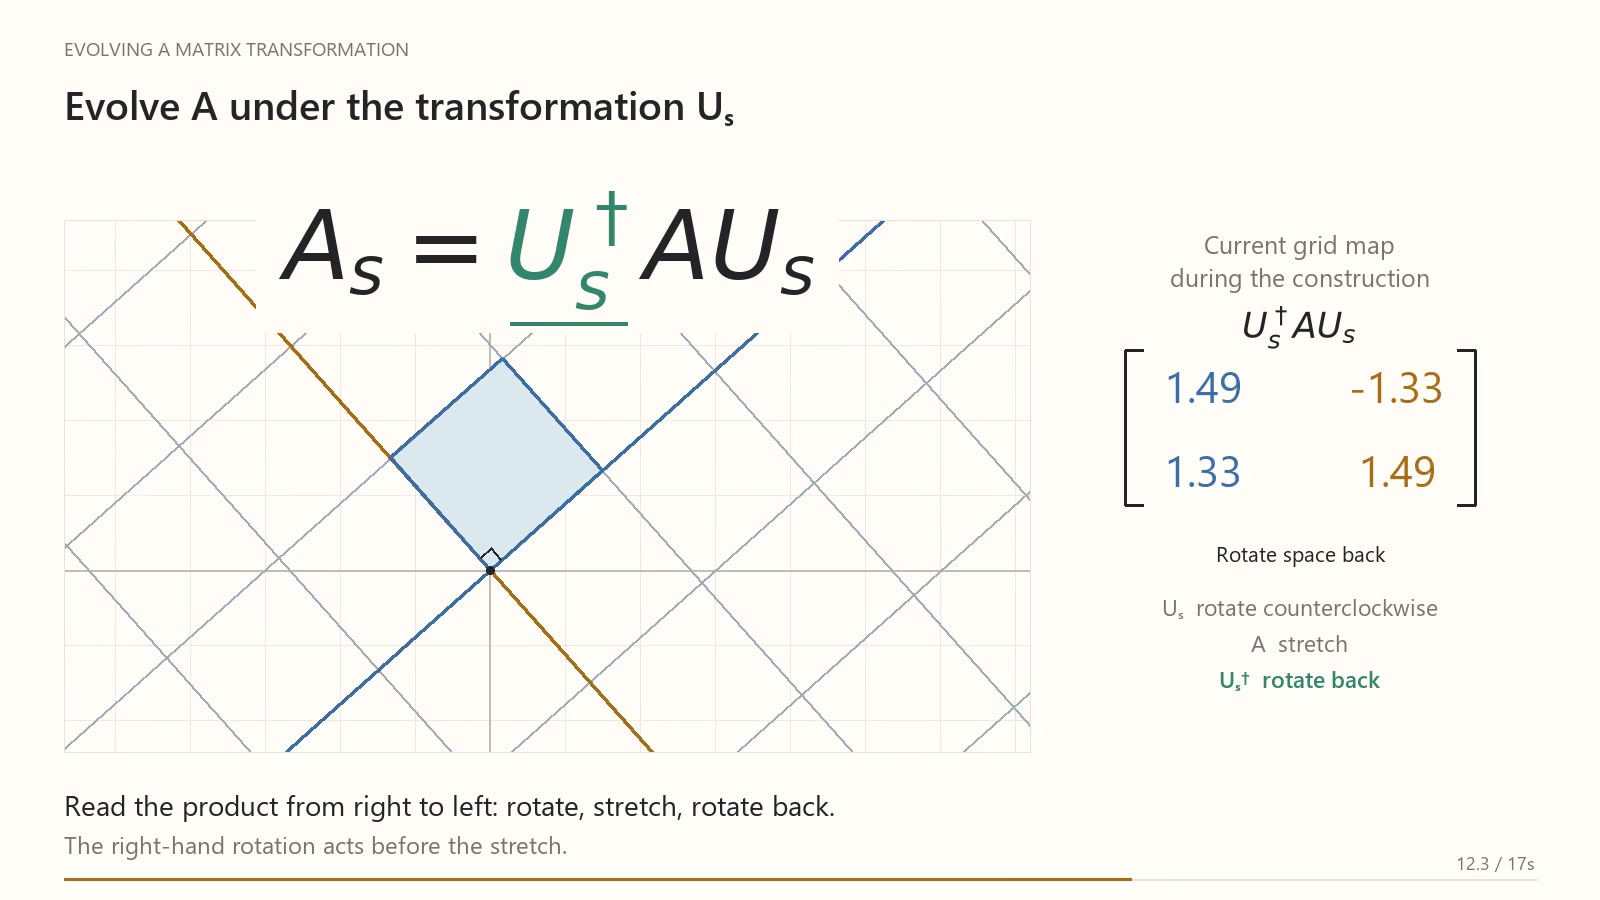 EVOLVING A MATRIX TRANSFORMATION
Evolve A under the transformation Uₛ
Aₛ = Uₛ†AUₛ
Current grid map
during the construction
Uₛ†AUₛ
1.49 -1.33
1.33 1.49
Rotate space back
Uₛ rotate counterclockwise
A stretch
Uₛ† rotate back
Read the product from right to left: rotate, stretch, rotate back.
The right-hand rotation acts before the stretch.
12.3 / 17s